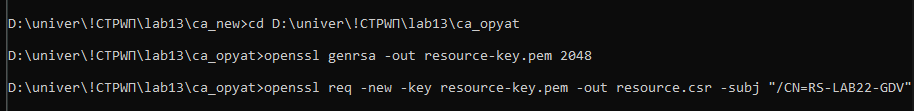 D:\univer\!СТРWП\lab13\ca_new>cd D:\univer\!СТРWП\lab13\ca_opyat
D:\univer\!СТРWП\lab13\ca_opyat>openssl genrsa -out resource-key.pem 2048
D:\univer\!СТРWП\lab13\ca_opyat>openssl req -new -key resource-key.pem -out resource.csr -subj "/CN=RS-LAB22-GDV"